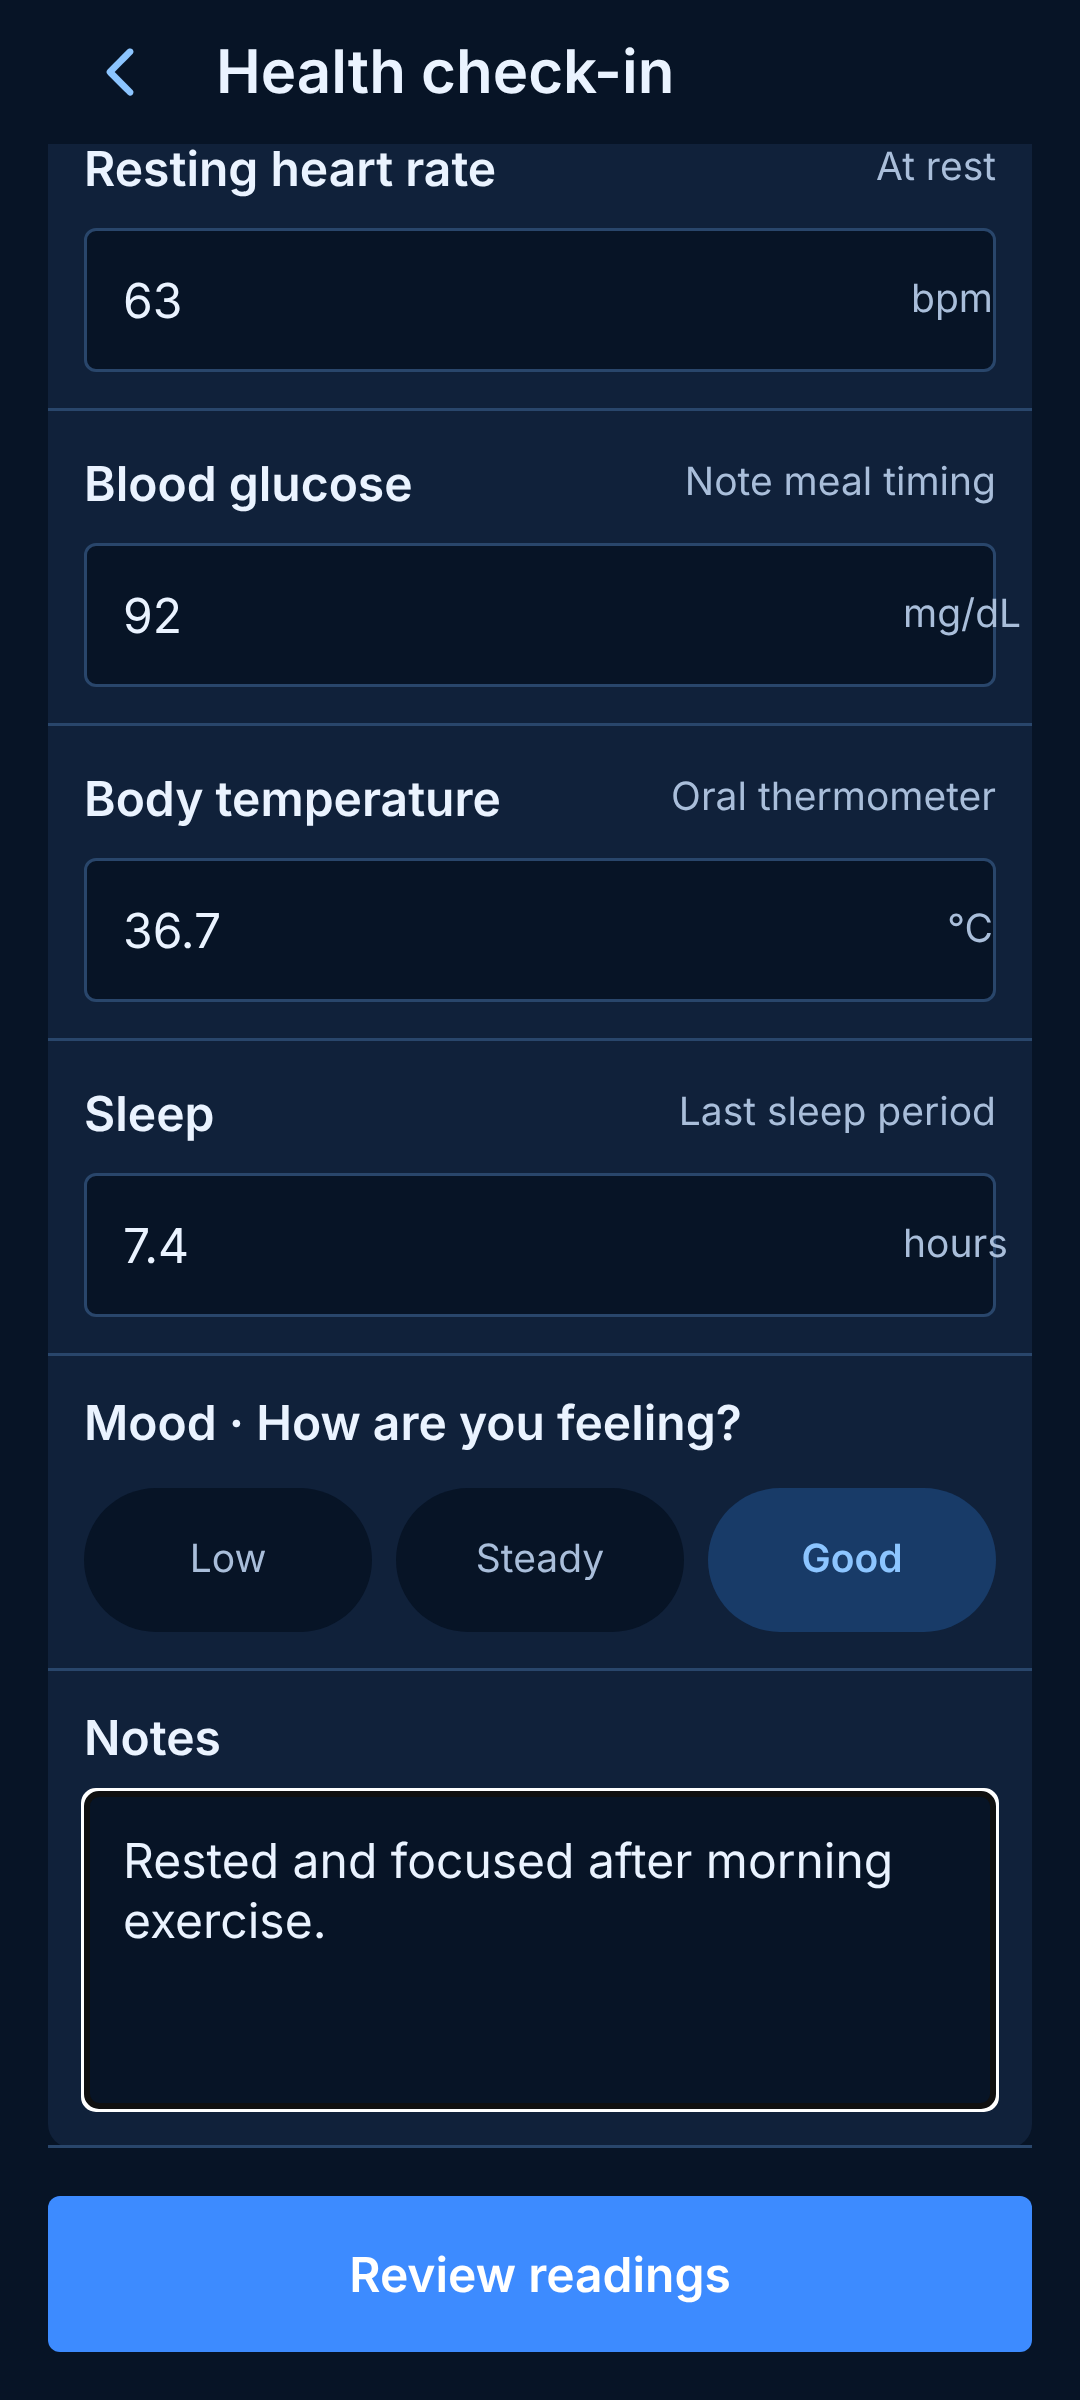 Health check-in
Resting heart rate
At rest
63
bpm
Blood glucose
Note meal timing
92
mg/dL
Body temperature
Oral thermometer
36.7
°C
Sleep
Last sleep period
7.4
hours
Mood · How are you feeling?
Low
Steady
Good
Notes
Rested and focused after morning
exercise.
Review readings